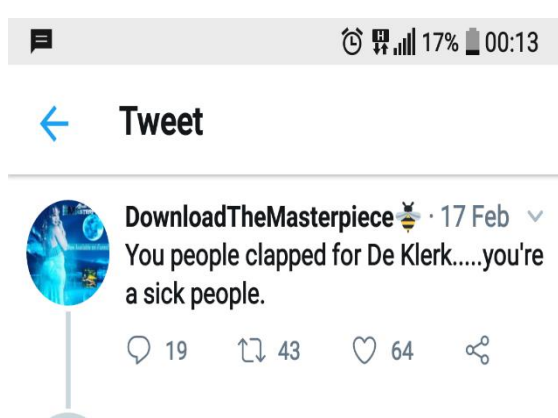 17% 00:13
Tweet
DownloadTheMasterpiece🐝 · 17 Feb
You people clapped for De Klerk.....you're
a sick people.
19 43 64